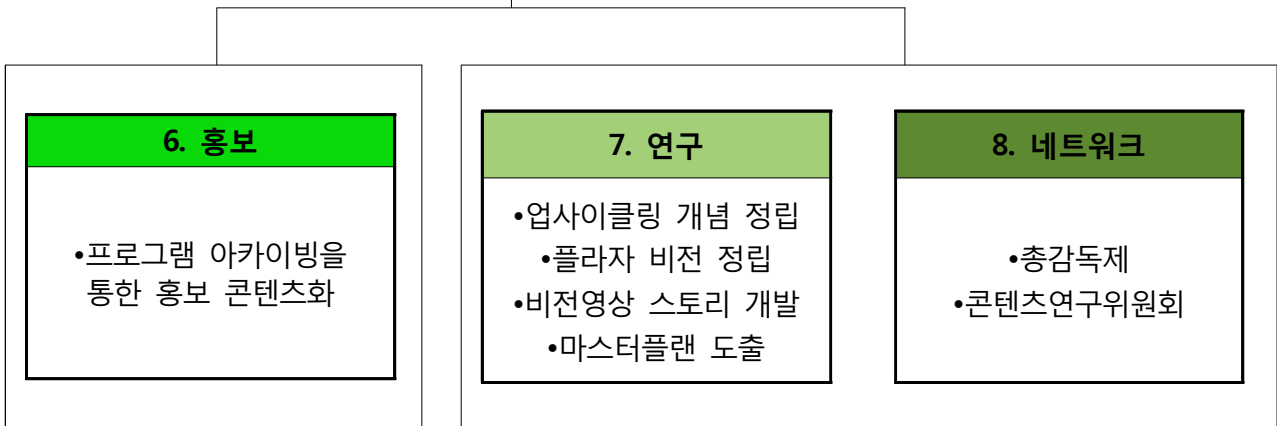 6. 홍보
•프로그램 아카이빙을
통한 홍보 콘텐츠화
7. 연구
•업사이클링 개념 정립
•플라자 비전 정립
•비전영상 스토리 개발
•마스터플랜 도출
8. 네트워크
•총감독제
•콘텐츠연구위원회